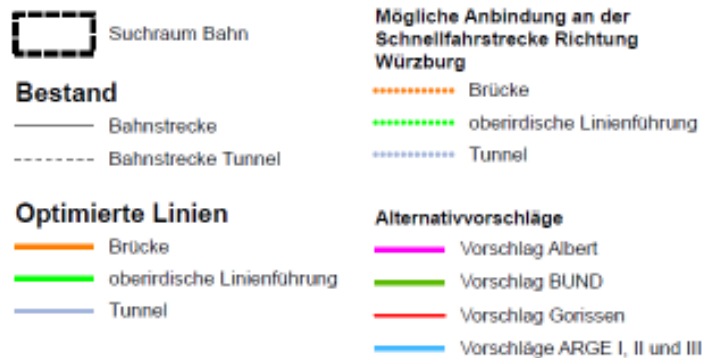 Suchraum Bahn
Bestand
Bahnstrecke
Bahnstrecke Tunnel
Optimierte Linien
Brücke
oberirdische Linienführung
Tunnel
Mögliche Anbindung an der
Schnellfahrstrecke Richtung
Würzburg
Brücke
oberirdische Linienführung
Tunnel
Alternativvorschläge
Vorschlag Albert
Vorschlag BUND
Vorschlag Gorissen
Vorschläge ARGE I, II und III